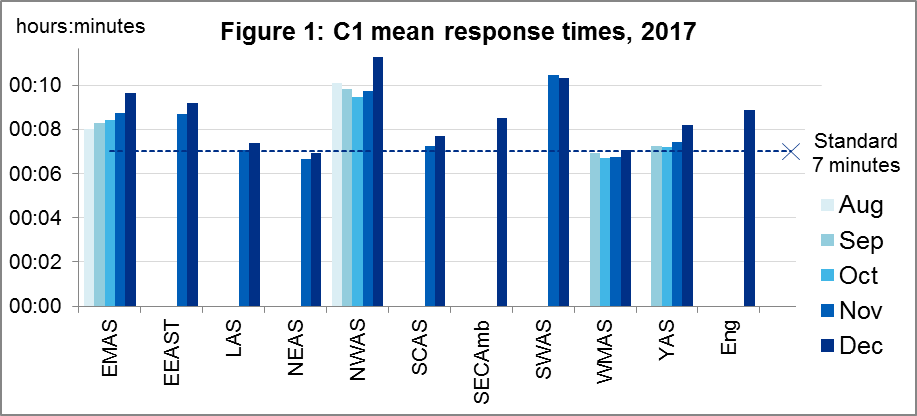 hours:minutes
Figure 1: C1 mean response times, 2017
00:10
00:08
00:06
00:04
00:02
00:00
Standard
7 minutes
Aug
Sep
Oct
Nov
Dec
EMAS
EEAST
LAS
NEAS
NWAS
SCAS
SECAmb
SWAS
WMAS
YAS
Eng